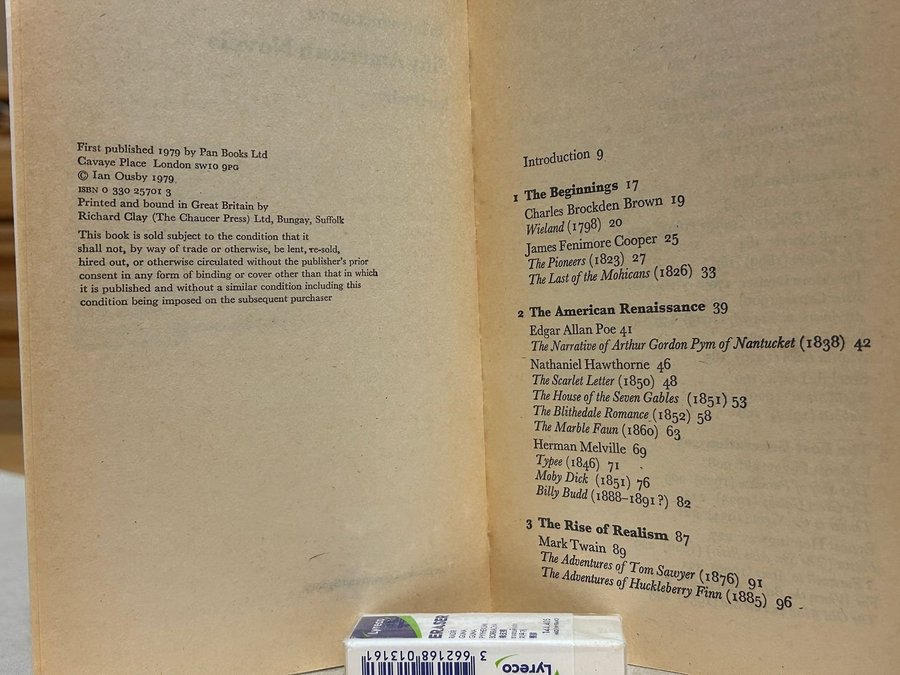 First published 1979 by Pan Books Ltd
Cavaye Place London SW10 9PG
© Ian Ousby 1979
ISBN 0 330 25701 3
Printed and bound in Great Britain by
Richard Clay (The Chaucer Press) Ltd, Bungay, Suffolk
This book is sold subject to the condition that it
shall not, by way of trade or otherwise, be lent, re-sold,
hired out, or otherwise circulated without the publisher's prior
consent in any form of binding or cover other than that in which
it is published and without a similar condition including this
condition being imposed on the subsequent purchaser
Introduction 9
1 The Beginnings 17
Charles Brockden Brown 19
Wieland (1798) 20
James Fenimore Cooper 25
The Pioneers (1823) 27
The Last of the Mohicans (1826) 33
2 The American Renaissance 39
Edgar Allan Poe 41
The Narrative of Arthur Gordon Pym of Nantucket (1838) 42
Nathaniel Hawthorne 46
The Scarlet Letter (1850) 48
The House of the Seven Gables (1851) 53
The Blithedale Romance (1852) 58
The Marble Faun (1860) 63
Herman Melville 69
Typee (1846) 71
Moby Dick (1851) 76
Billy Budd (1888–1891?) 82
3 The Rise of Realism 87
Mark Twain 89
The Adventures of Tom Sawyer (1876) 91
The Adventures of Huckleberry Finn (1885) 96
Lyreco
ERASER
3 662168 013161
Lyreco